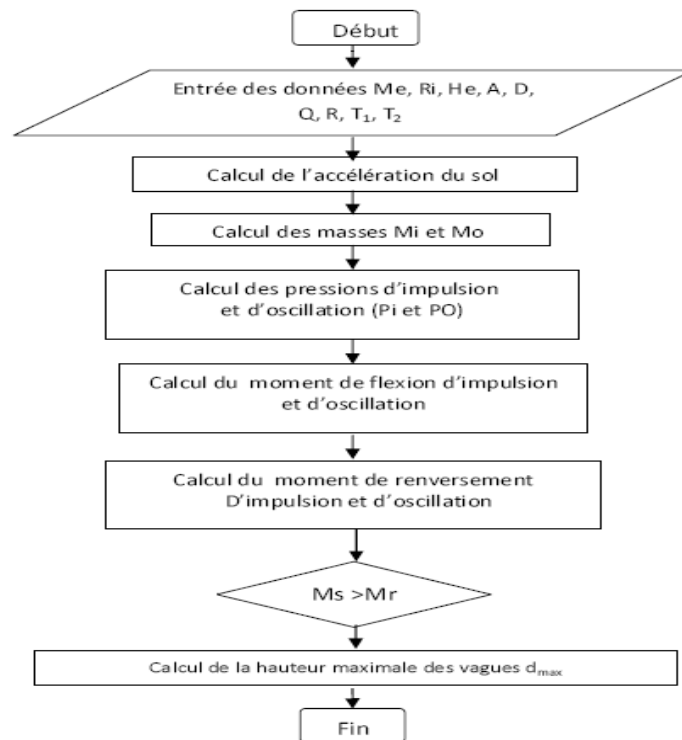 Début
Entrée des données Me, Ri, He, A, D,
Q, R, T₁, T₂
Calcul de l’accélération du sol
Calcul des masses Mi et Mo
Calcul des pressions d’impulsion
et d’oscillation (Pi et PO)
Calcul du moment de flexion d’impulsion
et d’oscillation
Calcul du moment de renversement
D’impulsion et d’oscillation
Ms >Mr
Calcul de la hauteur maximale des vagues dₘₐₓ
Fin